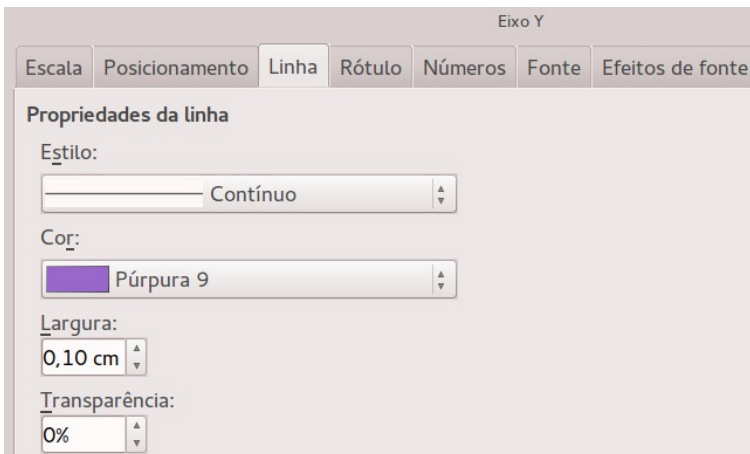 Eixo Y
Escala Posicionamento Linha Rótulo Números Fonte Efeitos de fonte
Propriedades da linha
Estilo:
Contínuo
Cor:
Púrpura 9
Largura:
0,10 cm
Transparência:
0%